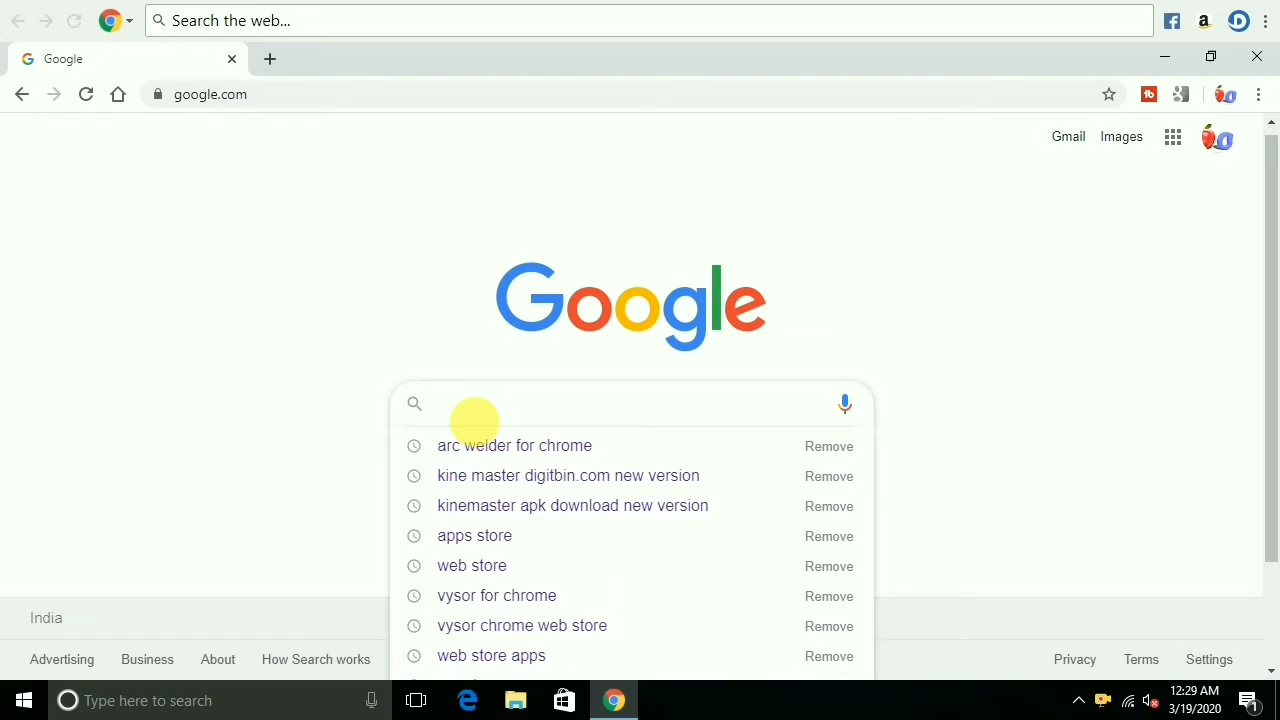 Search the web...
Google
google.com
Gmail Images
Google
arc welder for chrome Remove
kine master digitbin.com new version Remove
kinemaster apk download new version Remove
apps store Remove
web store Remove
vysor for chrome Remove
vysor chrome web store Remove
web store apps Remove
India
Advertising Business About How Search works Privacy Terms Settings
Type here to search
12:29 AM
3/19/2020
1